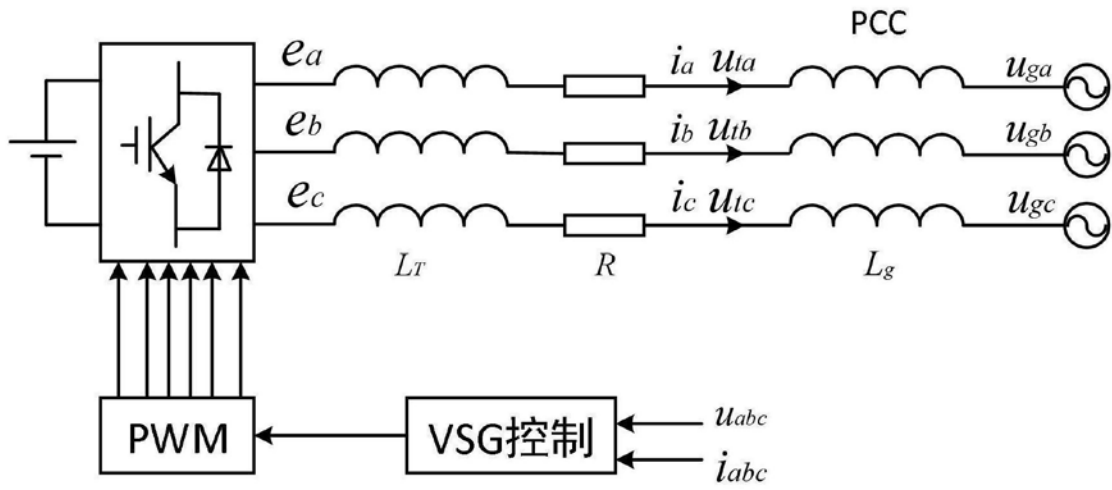 PCC
ea ia uta uga
eb ib utb ugb
ec ic utc ugc
LT R Lg
PWM VSG控制 uabc
iabc